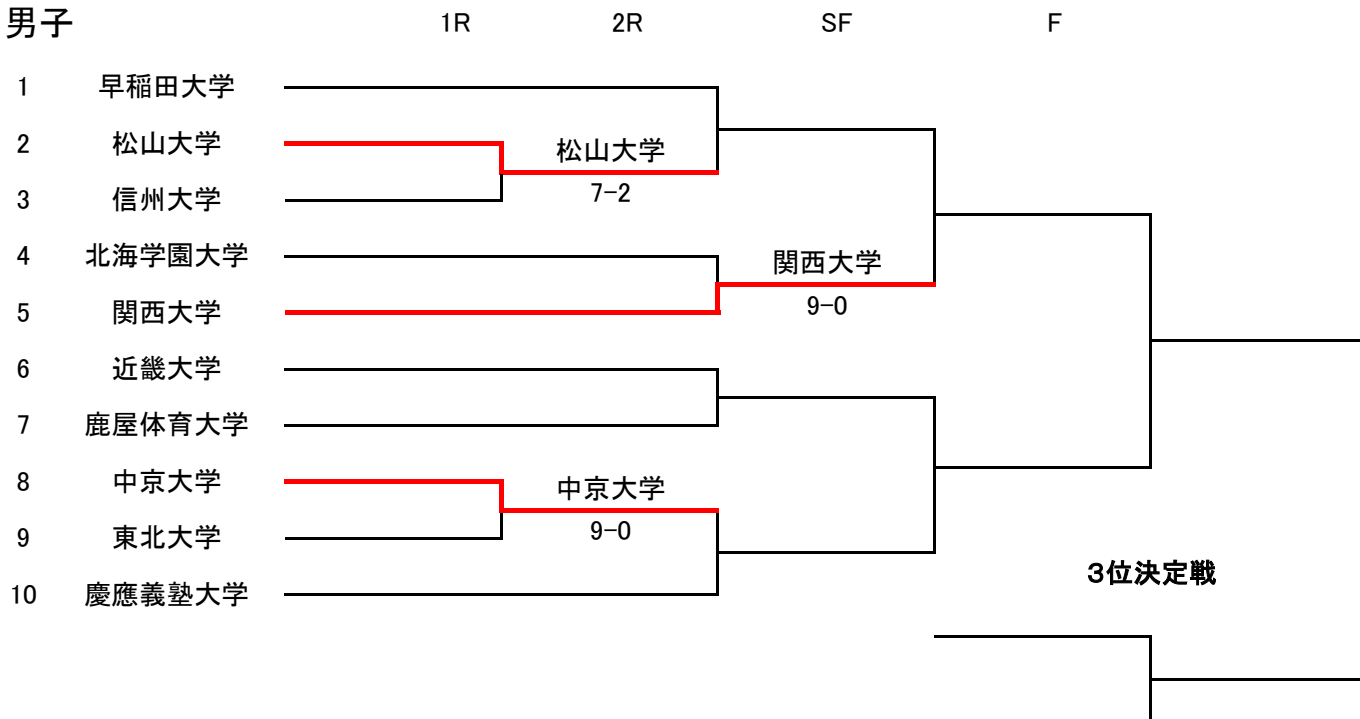 男子 1R 2R SF F
1 早稲田大学
2 松山大学 松山大学
7-2
3 信州大学
4 北海学園大学 関西大学
9-0
5 関西大学
6 近畿大学
7 鹿屋体育大学
8 中京大学 中京大学
9-0
9 東北大学
3位決定戦
10 慶應義塾大学